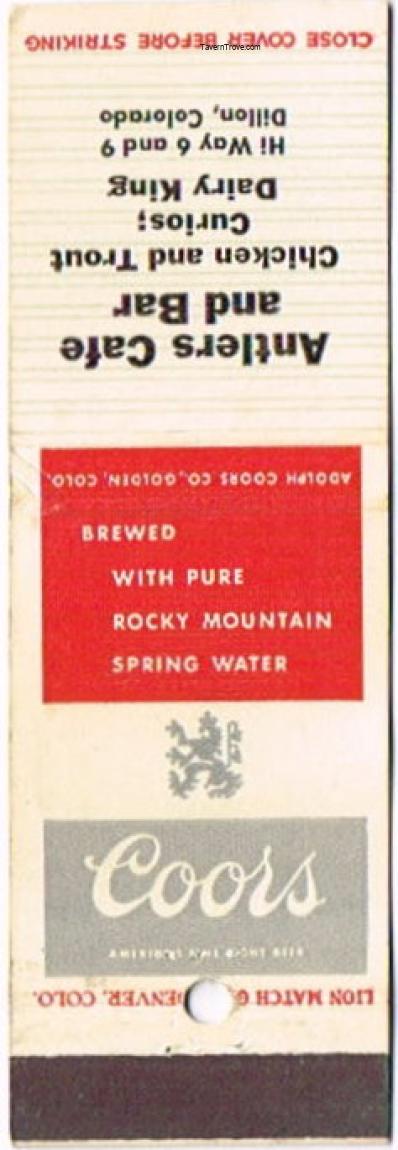 CLOSE COVER BEFORE STRIKING
TavernTrove.com
Antlers Cafe
and Bar
Chicken and Trout
Curios;
Dairy King
Hi Way 6 and 9
Dillon, Colorado
ADOLPH COORS CO., GOLDEN, COLO.
BREWED
WITH PURE
ROCKY MOUNTAIN
SPRING WATER
Coors
AMERICA'S LIGHT BEER
LION MATCH DENVER, COLO.